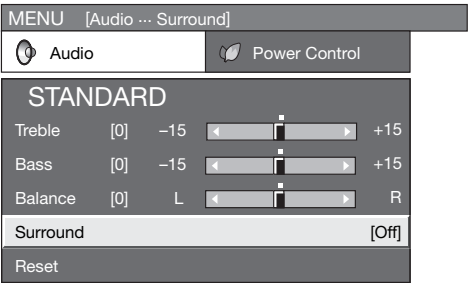 MENU [Audio ··· Surround]
Audio Power Control
STANDARD
Treble [0] –15 +15
Bass [0] –15 +15
Balance [0] L R
Surround [Off]
Reset